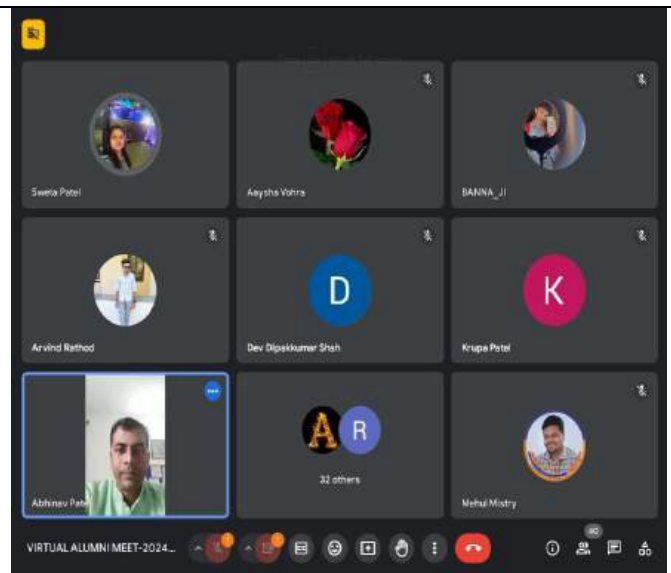 Sweta Patel
Aaysha Vohra
BANNA_JI
Arvind Rathod
D
Dev Dipakkumar Shah
K
Krupa Patel
Abhinav Pate
A R
32 others
Mehul Mistry
VIRTUAL ALUMNI MEET-2024...
40